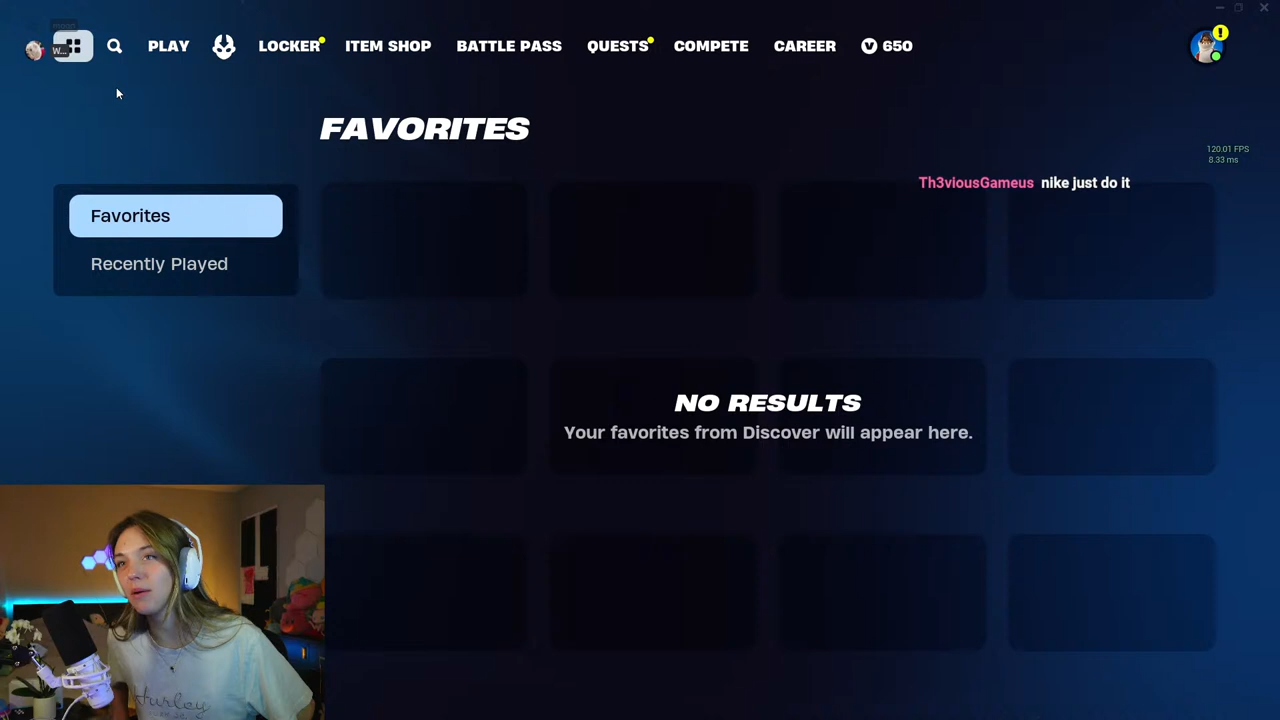 W...
PLAY
LOCKER
ITEM SHOP
BATTLE PASS
QUESTS
COMPETE
CAREER
V 650
!
FAVORITES
120.01 FPS
8.33 ms
Th3viousGameus nike just do it
Favorites
Recently Played
NO RESULTS
Your favorites from Discover will appear here.
Hurley